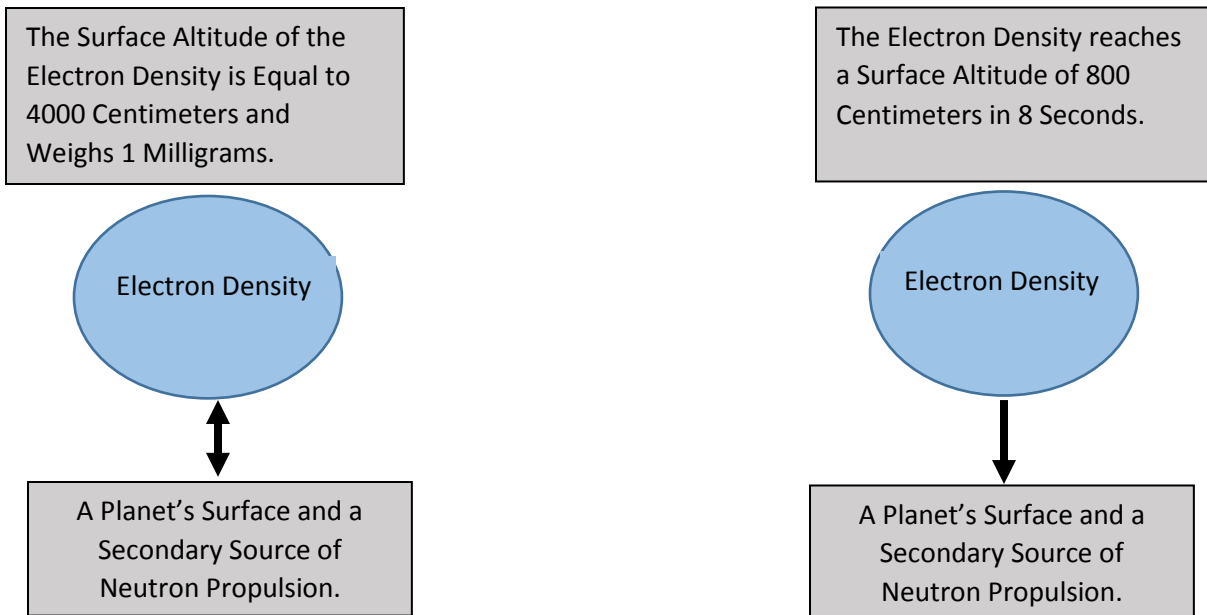 The Surface Altitude of the
Electron Density is Equal to
4000 Centimeters and
Weighs 1 Milligrams.
The Electron Density reaches
a Surface Altitude of 800
Centimeters in 8 Seconds.
Electron Density
Electron Density
A Planet’s Surface and a
Secondary Source of
Neutron Propulsion.
A Planet’s Surface and a
Secondary Source of
Neutron Propulsion.